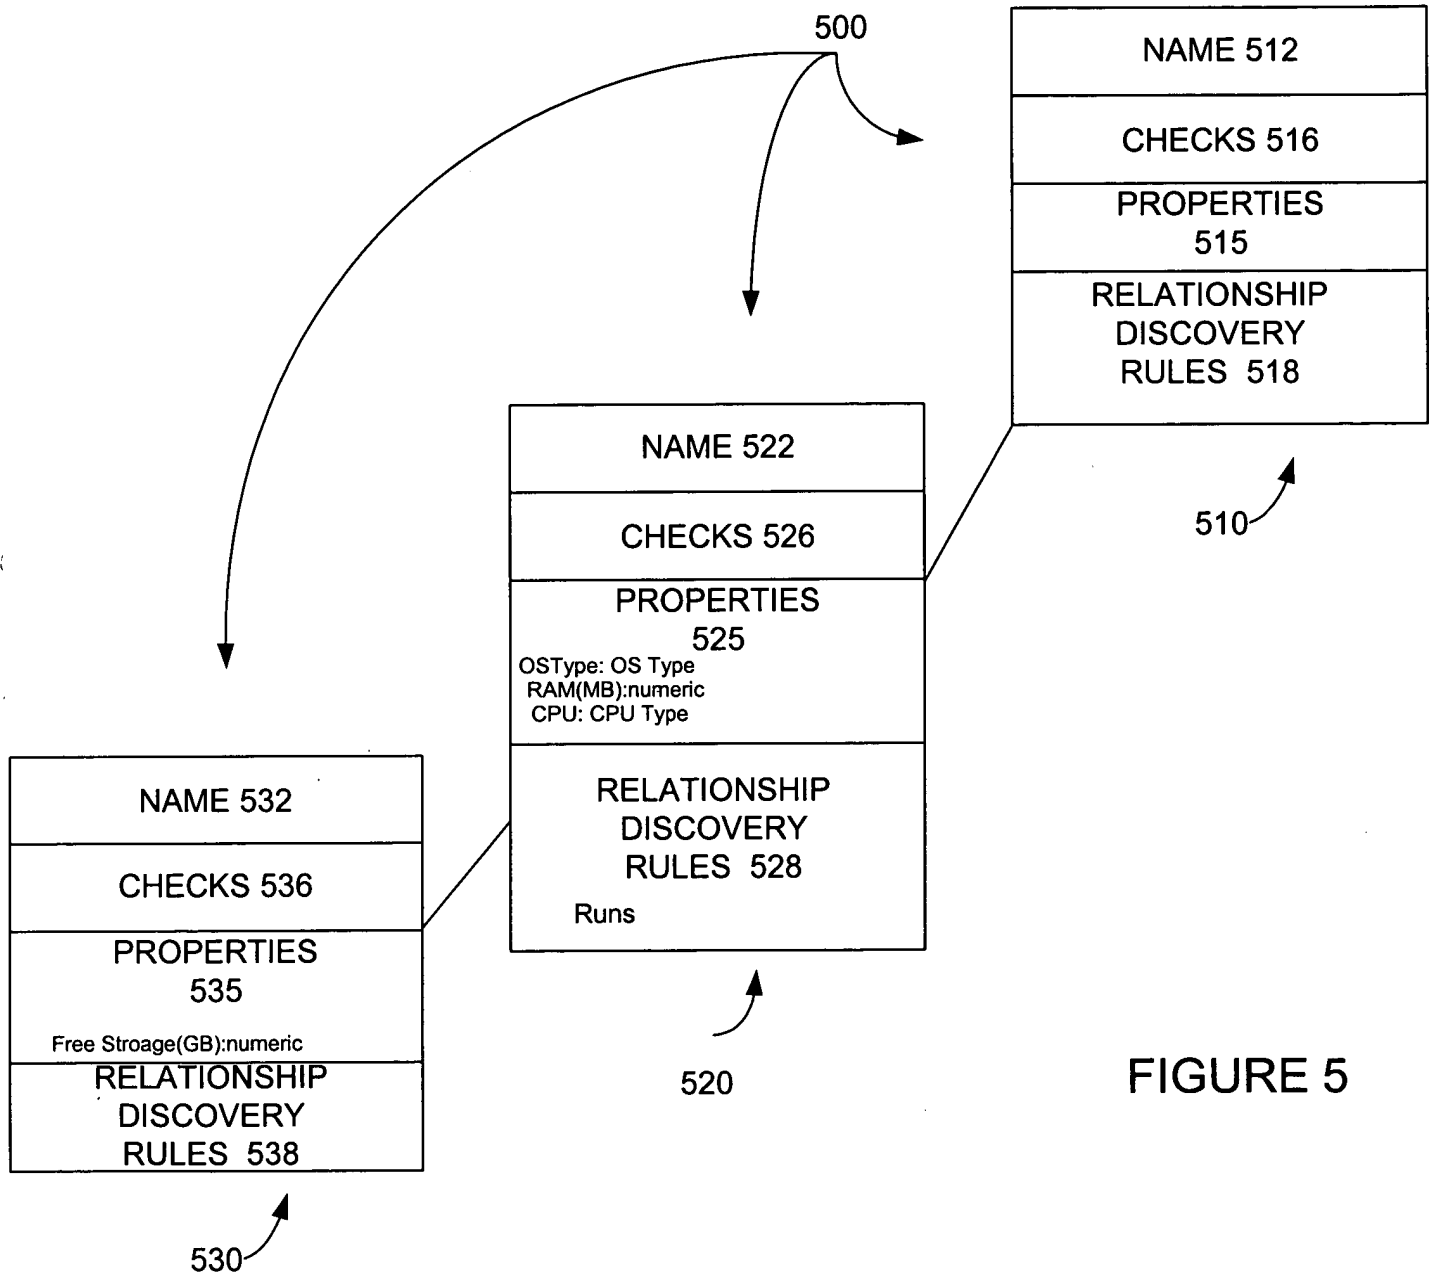 500
NAME 512
CHECKS 516
PROPERTIES
515
RELATIONSHIP
DISCOVERY
RULES 518
510
NAME 522
CHECKS 526
PROPERTIES
525
OSType: OS Type
RAM(MB):numeric
CPU: CPU Type
RELATIONSHIP
DISCOVERY
RULES 528
Runs
520
NAME 532
CHECKS 536
PROPERTIES
535
Free Stroage(GB):numeric
RELATIONSHIP
DISCOVERY
RULES 538
530
FIGURE 5